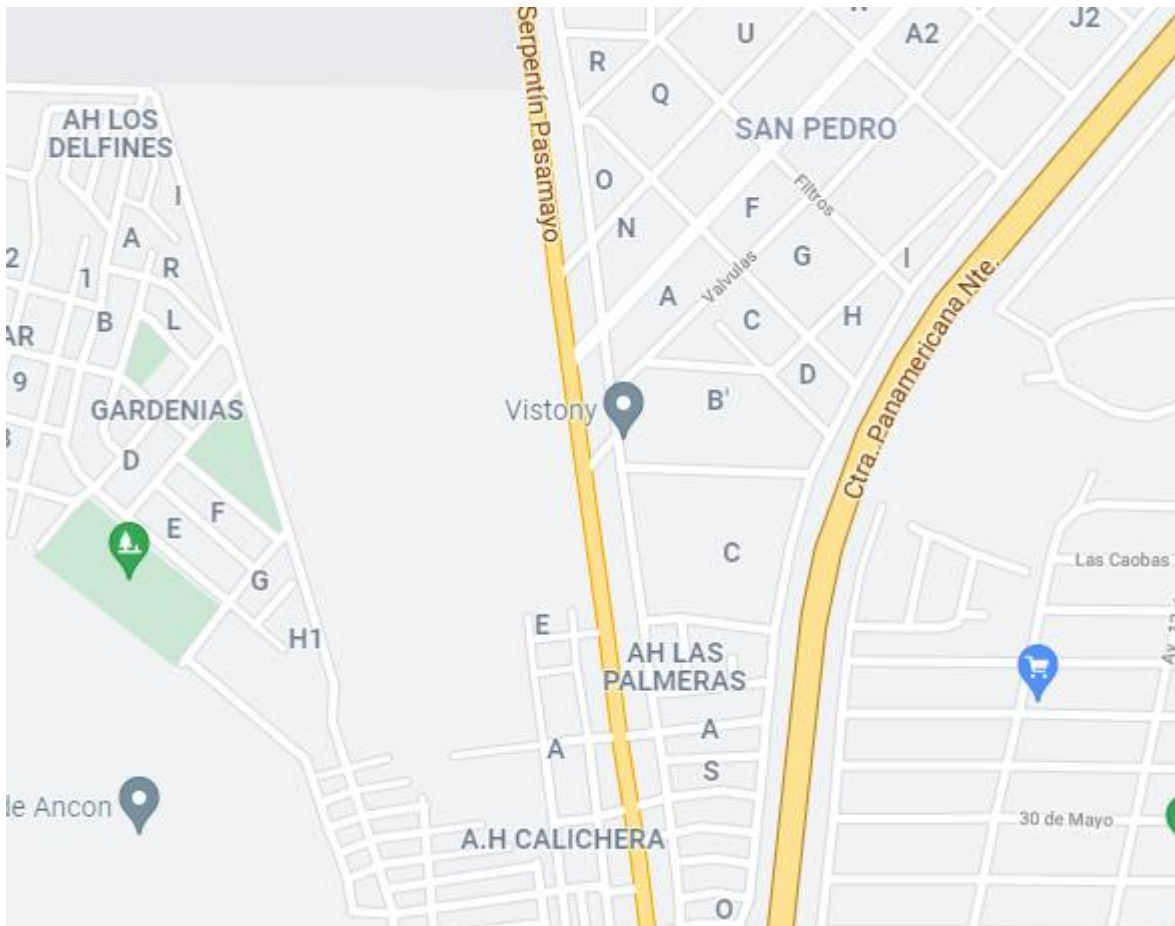 U
A2
J2
R
Q
Serpentín Pasamayo
AH LOS
DELFINES
SAN PEDRO
I
O
Filtros
F
N
A
R
G
I
2
1
Valvulas
A
B
L
C
H
AR
Ctra. Panamericana Nte.
9
D
GARDENIAS
Vistony
B'
D
F
E
C
Las Caobas
G
E
H1
AH LAS
PALMERAS
A
A
S
de Ancon
30 de Mayo
A.H CALICHERA
O